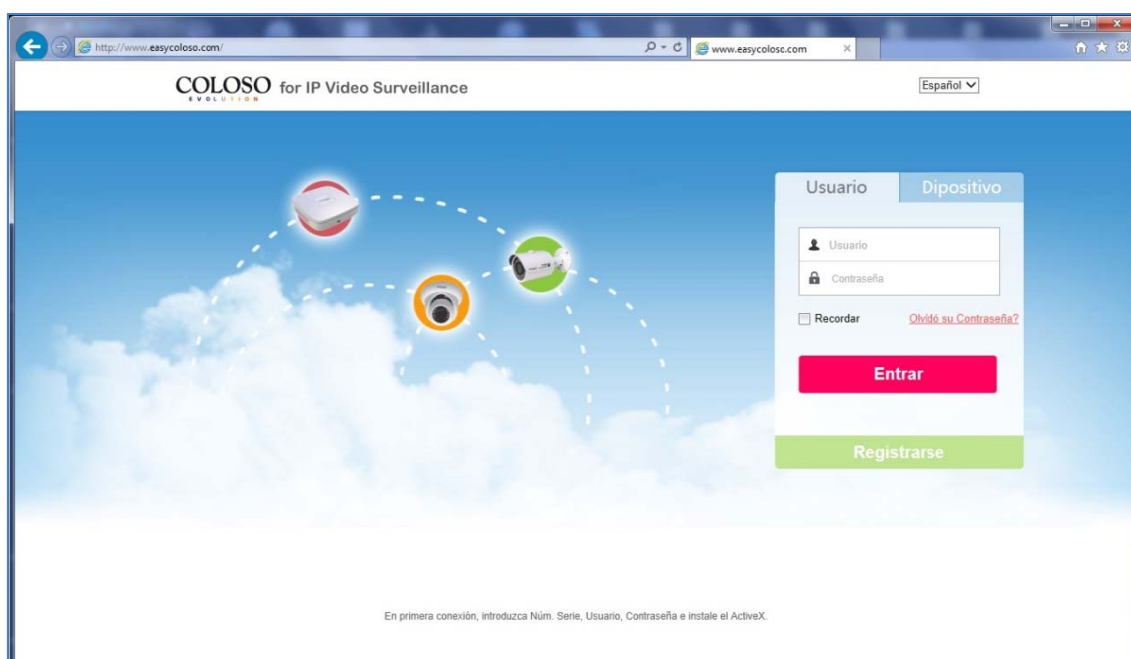 http://www.easycoloso.com/
www.easycolosc.com
COLOSO for IP Video Surveillance
EVOLUTION
Español
Usuario
Dipositivo
Usuario
Contraseña
Recordar
Olvidó su Contraseña?
Entrar
Registrarse
En primera conexión, introduzca Núm. Serie, Usuario, Contraseña e instale el ActiveX.